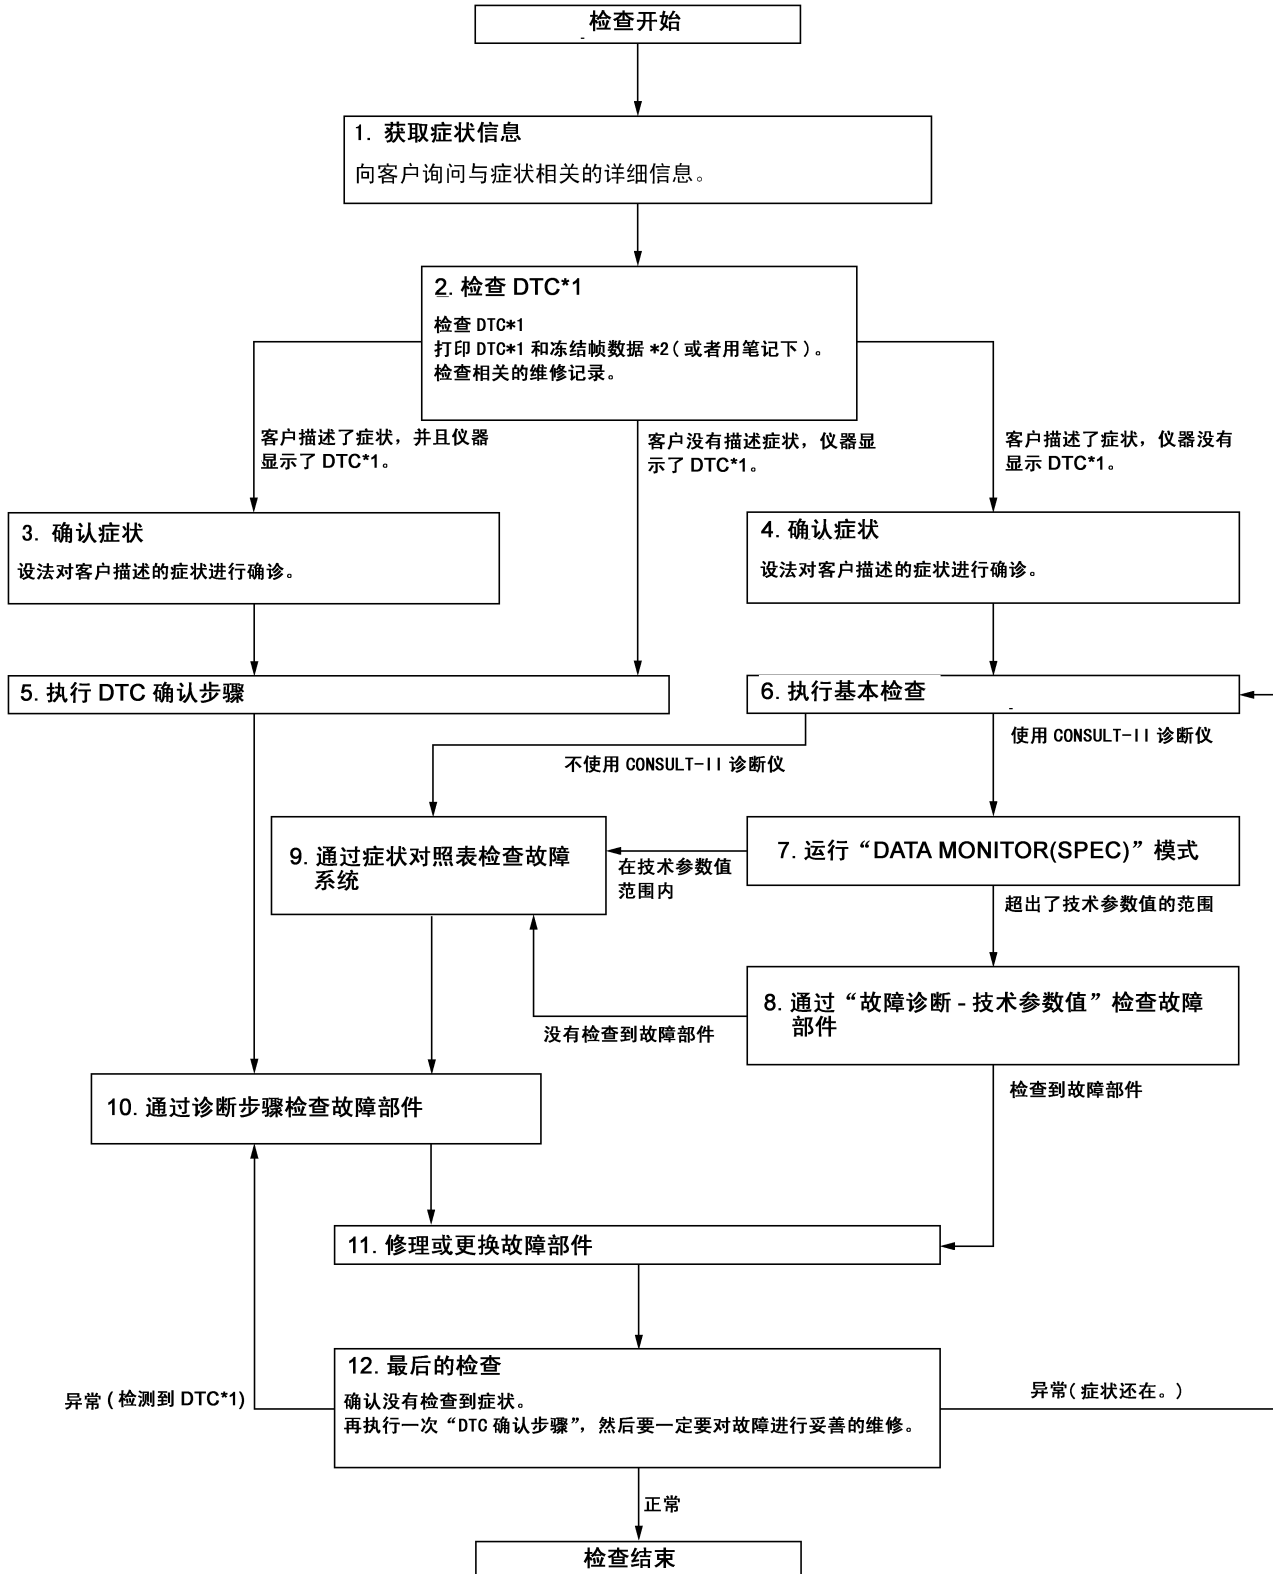 检查开始
1. 获取症状信息
向客户询问与症状相关的详细信息。
2. 检查 DTC*1
检查 DTC*1
打印 DTC*1 和冻结帧数据 *2（或者用笔记下）。
检查相关的维修记录。
客户描述了症状，并且仪器
显示了 DTC*1。
客户没有描述症状，仪器显
示了 DTC*1。
客户描述了症状，仪器没有
显示 DTC*1。
3. 确认症状
设法对客户描述的症状进行确诊。
4. 确认症状
设法对客户描述的症状进行确诊。
5. 执行 DTC 确认步骤
6. 执行基本检查
不使用 CONSULT-II 诊断仪
使用 CONSULT-II 诊断仪
9. 通过症状对照表检查故障
系统
在技术参数值
范围内
7. 运行“DATA MONITOR(SPEC)”模式
超出了技术参数值的范围
8. 通过“故障诊断 - 技术参数值”检查故障
部件
没有检查到故障部件
检查到故障部件
10. 通过诊断步骤检查故障部件
11. 修理或更换故障部件
12. 最后的检查
确认没有检查到症状。
再执行一次“DTC 确认步骤”，然后要一定要对故障进行妥善的维修。
异常（检测到 DTC*1)
异常（症状还在。）
正常
检查结束